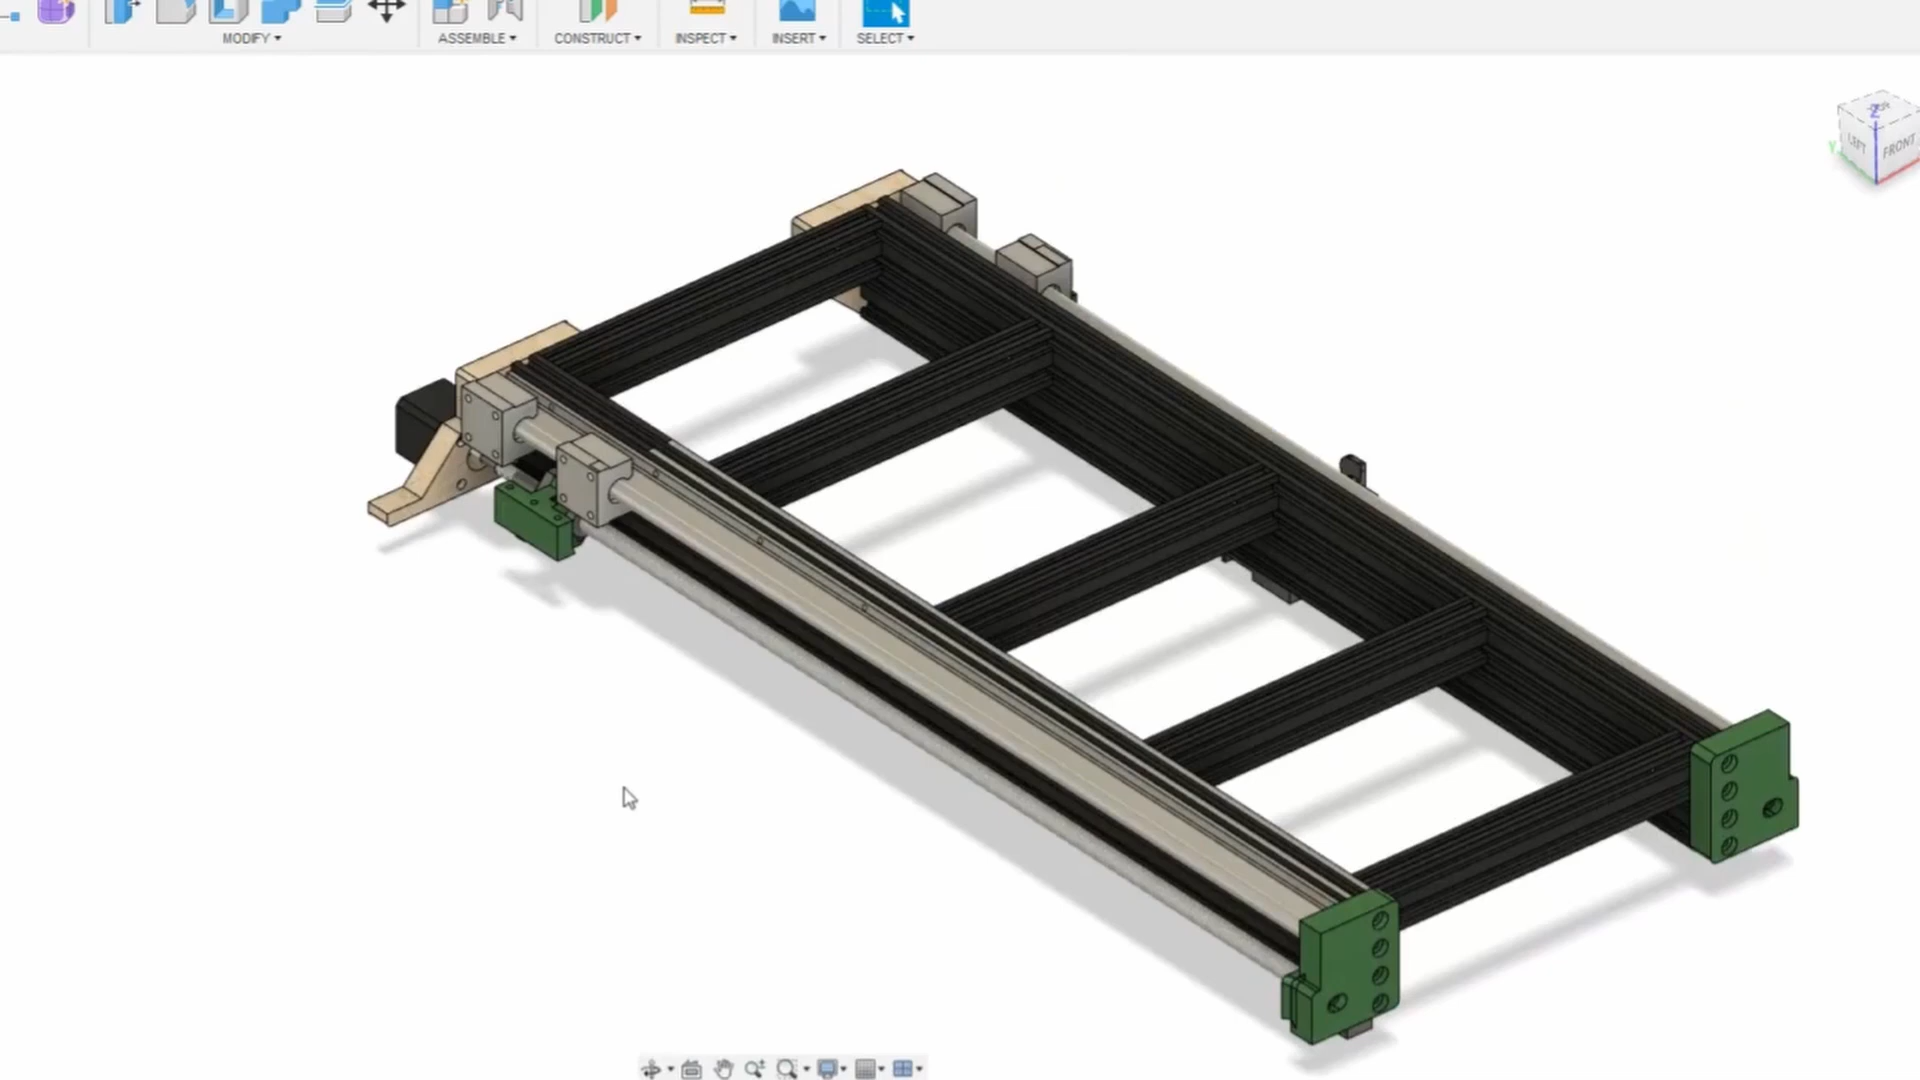 MODIFY ASSEMBLE CONSTRUCT INSPECT INSERT SELECT
Z
Y
LEFT FRONT